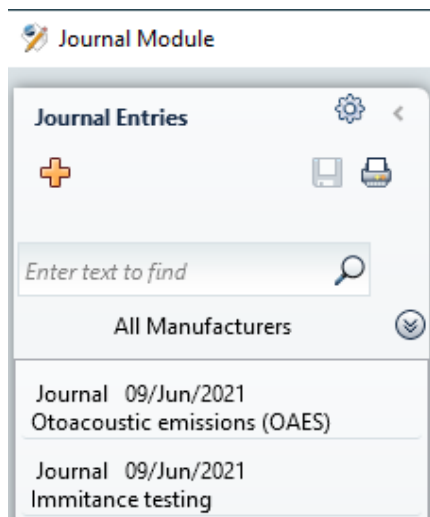 Journal Module
Journal Entries
Enter text to find
All Manufacturers
Journal 09/Jun/2021
Otoacoustic emissions (OAES)
Journal 09/Jun/2021
Immitance testing